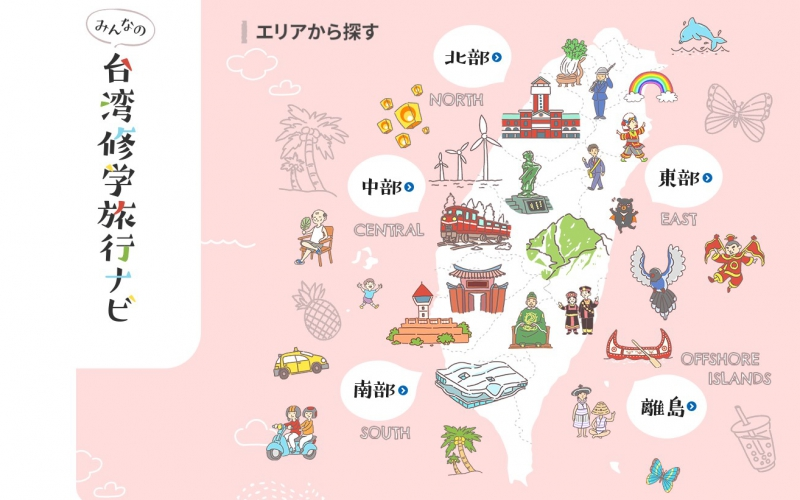 みんなの
台湾修学旅行ナビ
エリアから探す
北部
NORTH
中部
CENTRAL
東部
EAST
南部
SOUTH
離島
OFFSHORE
ISLANDS